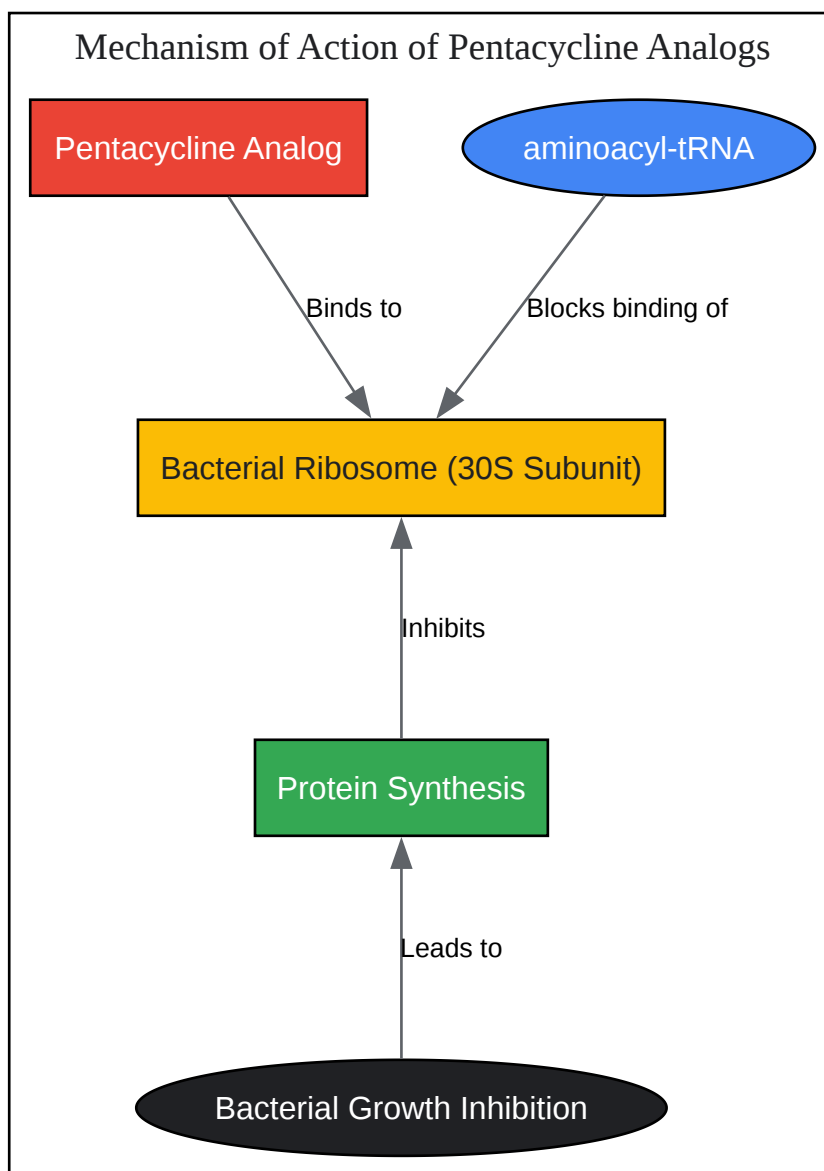 Mechanism of Action of Pentacycline Analogs
Pentacycline Analog
aminoacyl-tRNA
Binds to
Blocks binding of
Bacterial Ribosome (30S Subunit)
Inhibits
Protein Synthesis
Leads to
Bacterial Growth Inhibition